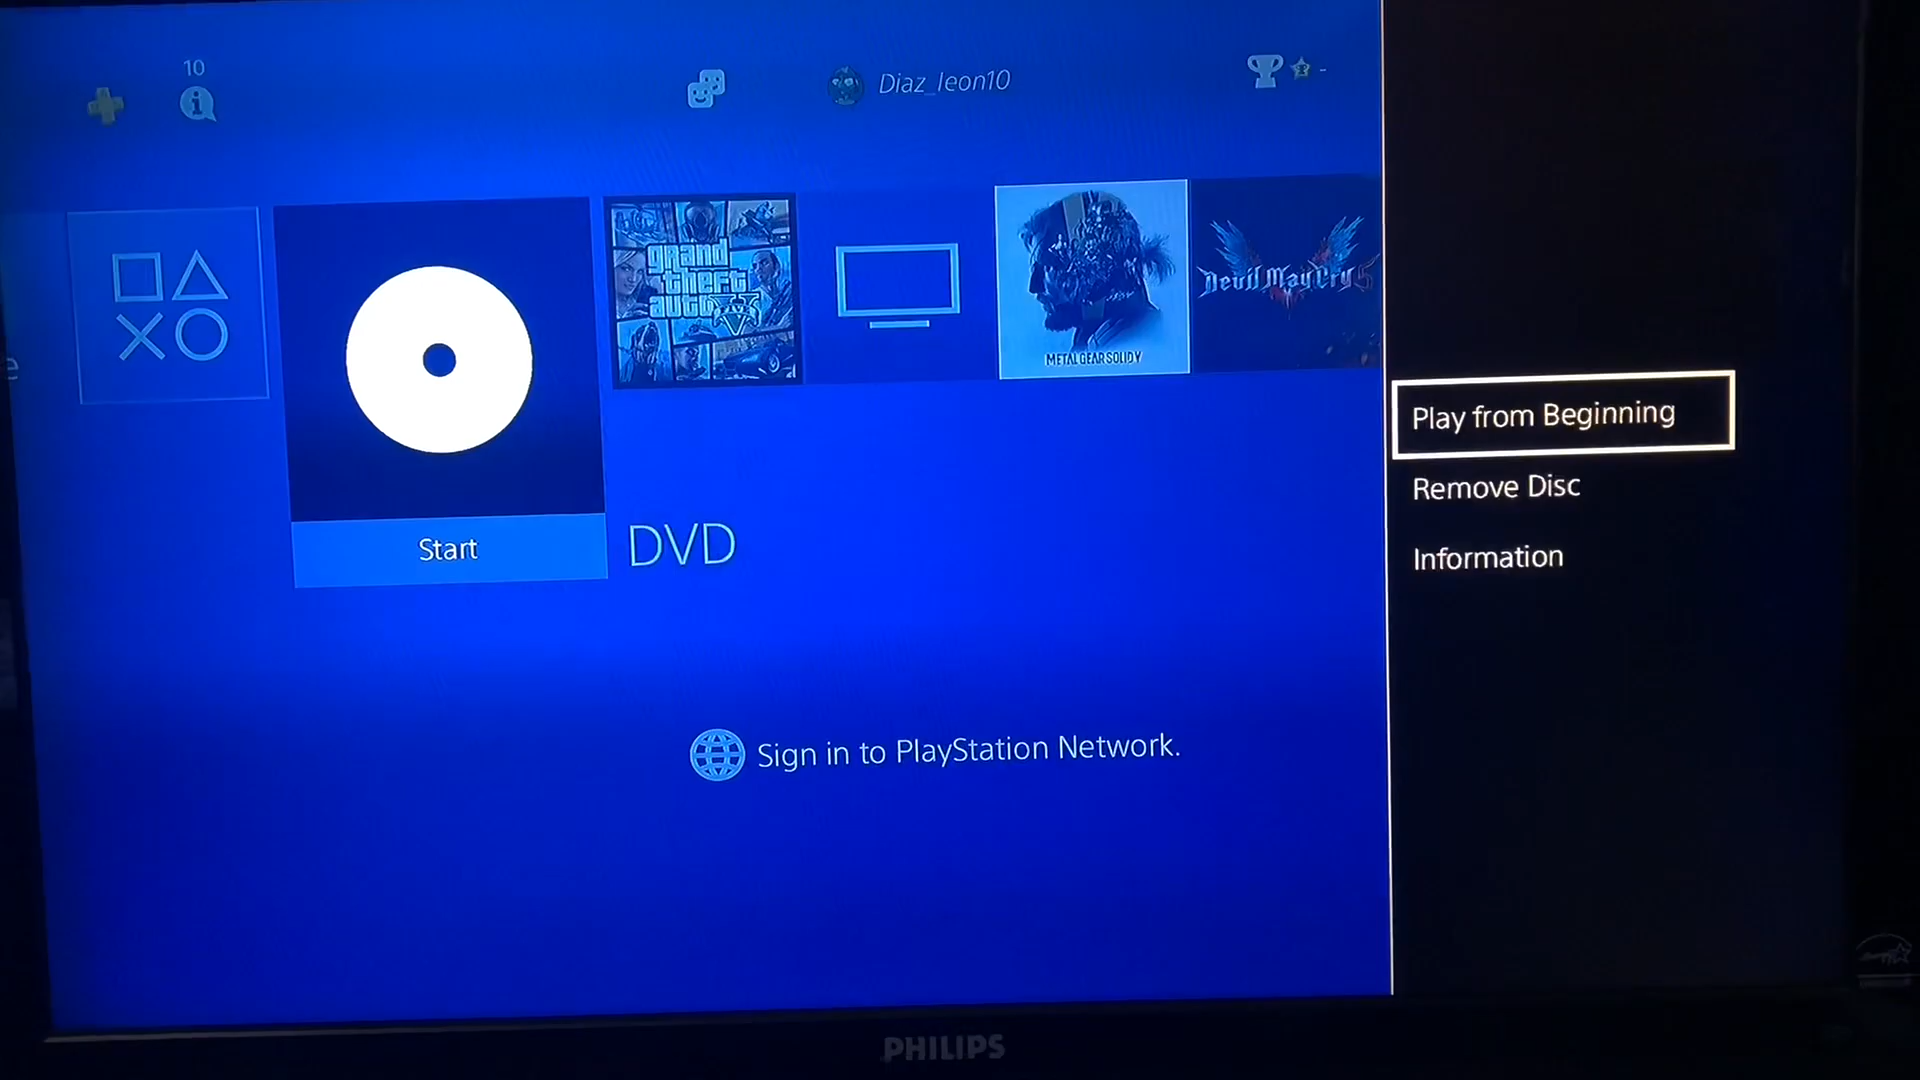 10
Diaz_leon10
-
grand
theft
auto
V
FIVE
METAL GEAR SOLID V
Devil May Cry 5
e
Play from Beginning
Remove Disc
Information
Start
DVD
Sign in to PlayStation Network.
PHILIPS